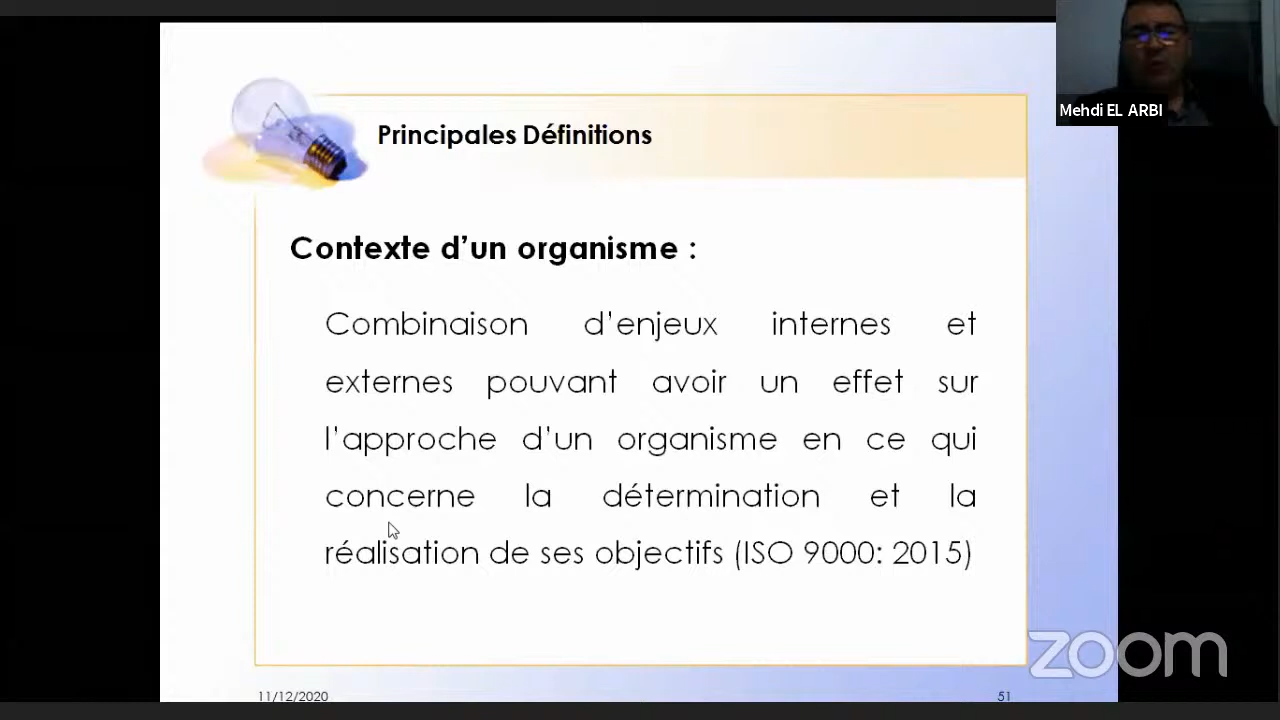 Principales Définitions
Mehdi EL ARBI
Contexte d’un organisme :
Combinaison d’enjeux internes et
externes pouvant avoir un effet sur
l’approche d’un organisme en ce qui
concerne la détermination et la
réalisation de ses objectifs (ISO 9000: 2015)
zoom
11/12/2020
51